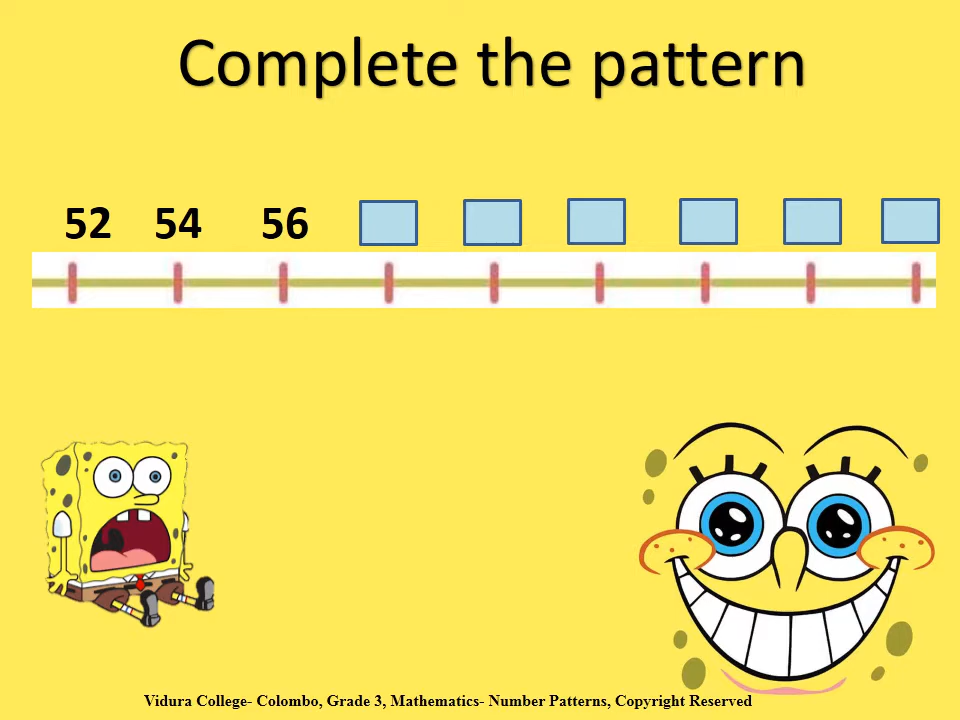 Complete the pattern
52 54 56
Vidura College- Colombo, Grade 3, Mathematics- Number Patterns, Copyright Reserved